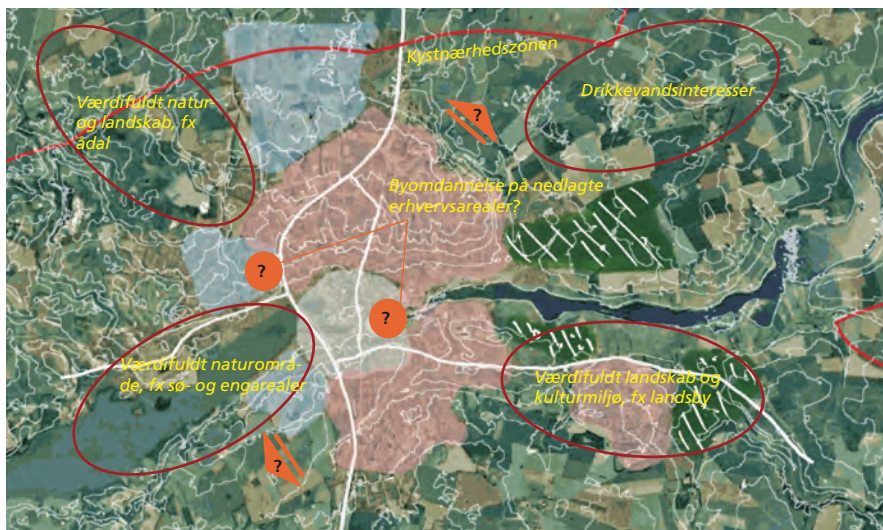 Kystnærhedszonen
Værdifuldt natur-
og landskab, fx
ådal
Drikkevandsinteresser
?
Byomdannelse på nedlagte
erhvervsarealer?
?
?
Værdifuldt naturområ-
de, fx sø- og engarealer
Værdifuldt landskab og
kulturmiljø, fx landsby
?